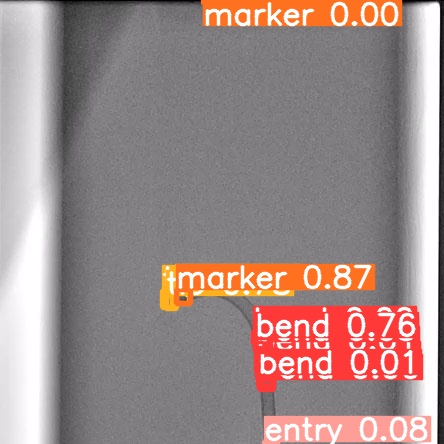 marker 0.00
marker 0.87
bend 0.76
bend 0.01
entry 0.08